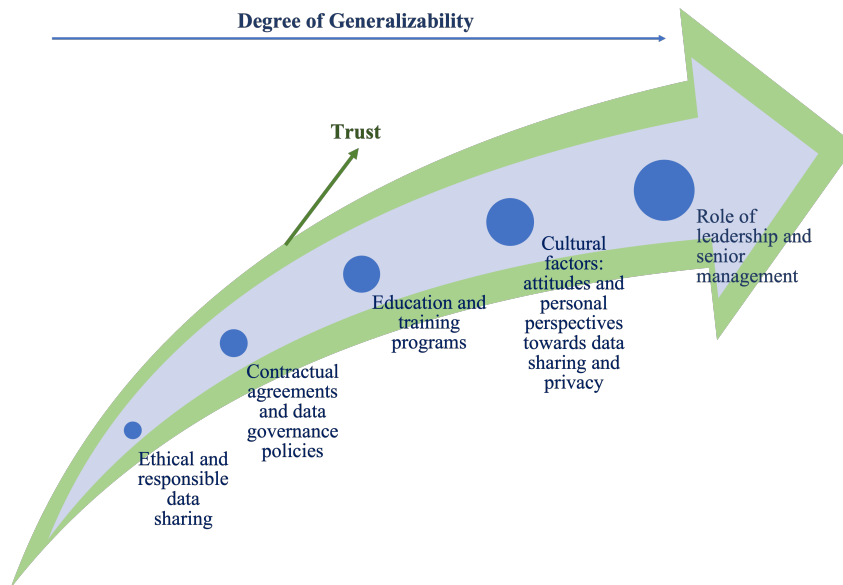 Degree of Generalizability
Trust
Role of
leadership and
senior
management
Cultural
factors:
attitudes and
personal
perspectives
towards data
sharing and
privacy
Education and
training
programs
Contractual
agreements
and data
governance
policies
Ethical and
responsible
data
sharing